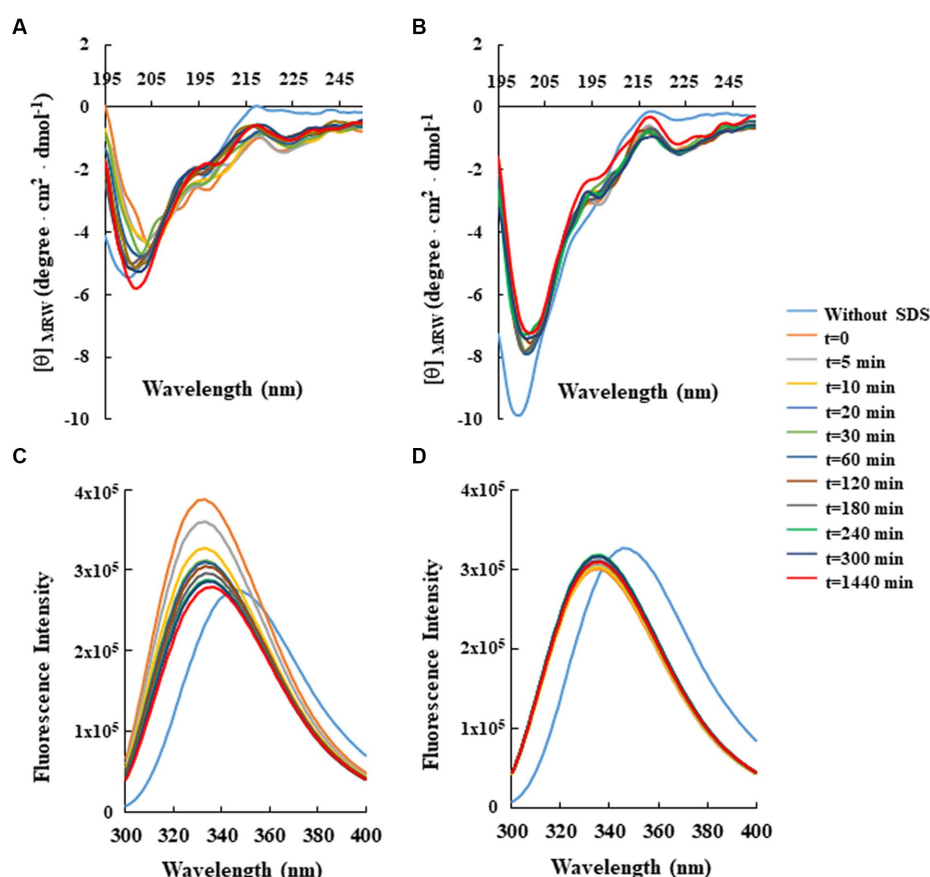 A
2
195 205 195 215 225 245
0
-2
-4
-6
-8
-10
[θ] MRW (degree · cm² · dmol⁻¹)
Wavelength (nm)
B
2
195 205 195 215 225 245
0
-2
-4
-6
-8
-10
[θ] MRW (degree · cm² · dmol⁻¹)
Wavelength (nm)
Without SDS
t=0
t=5 min
t=10 min
t=20 min
t=30 min
t=60 min
t=120 min
t=180 min
t=240 min
t=300 min
t=1440 min
C
4x10⁵
3x10⁵
2x10⁵
1x10⁵
0
300 320 340 360 380 400
Fluorescence Intensity
Wavelength (nm)
D
4x10⁵
3x10⁵
2x10⁵
1x10⁵
0
300 320 340 360 380 400
Fluorescence Intensity
Wavelength (nm)